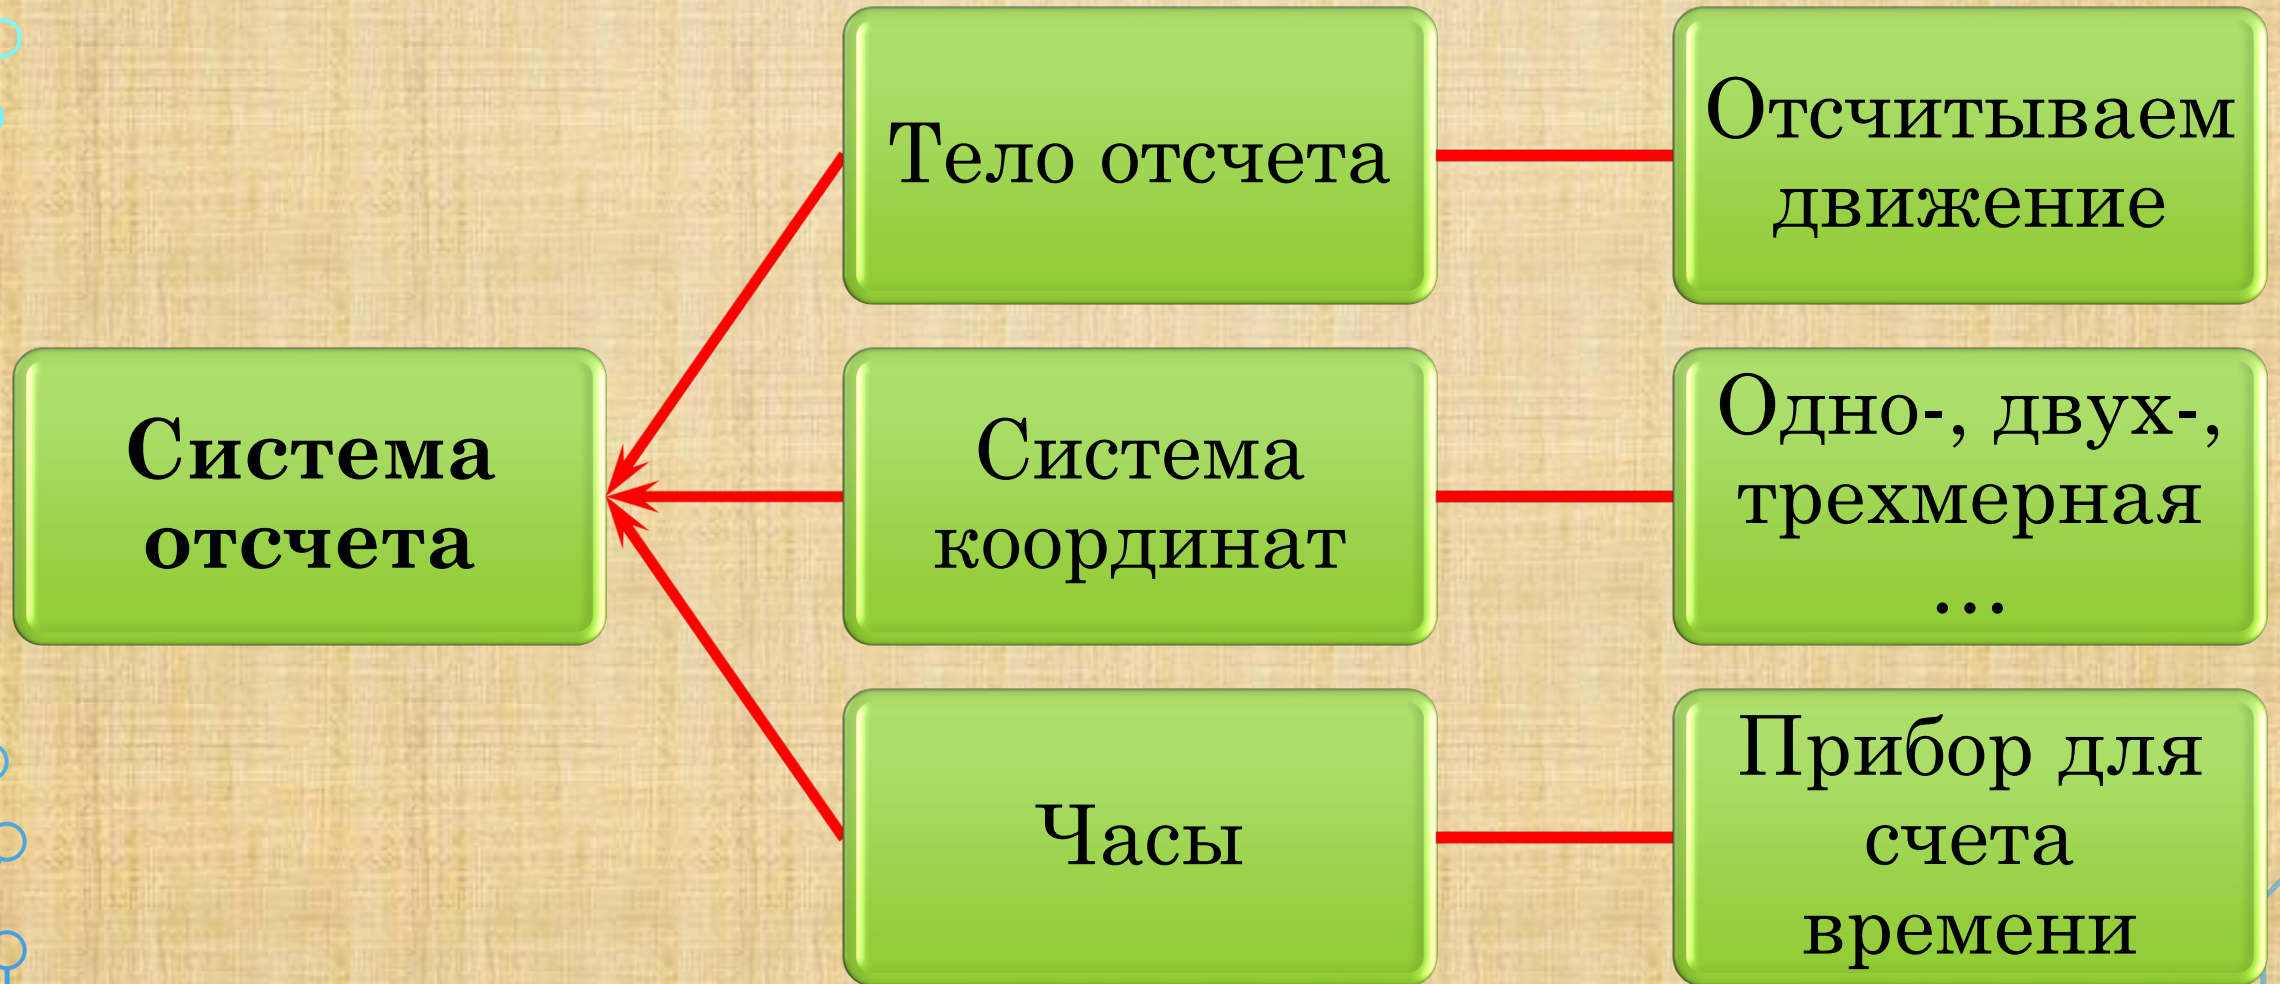 Тело отсчета
Отсчитываем
движение
Система
отсчета
Система
координат
Одно-, двух-,
трехмерная
...
Часы
Прибор для
счета
времени